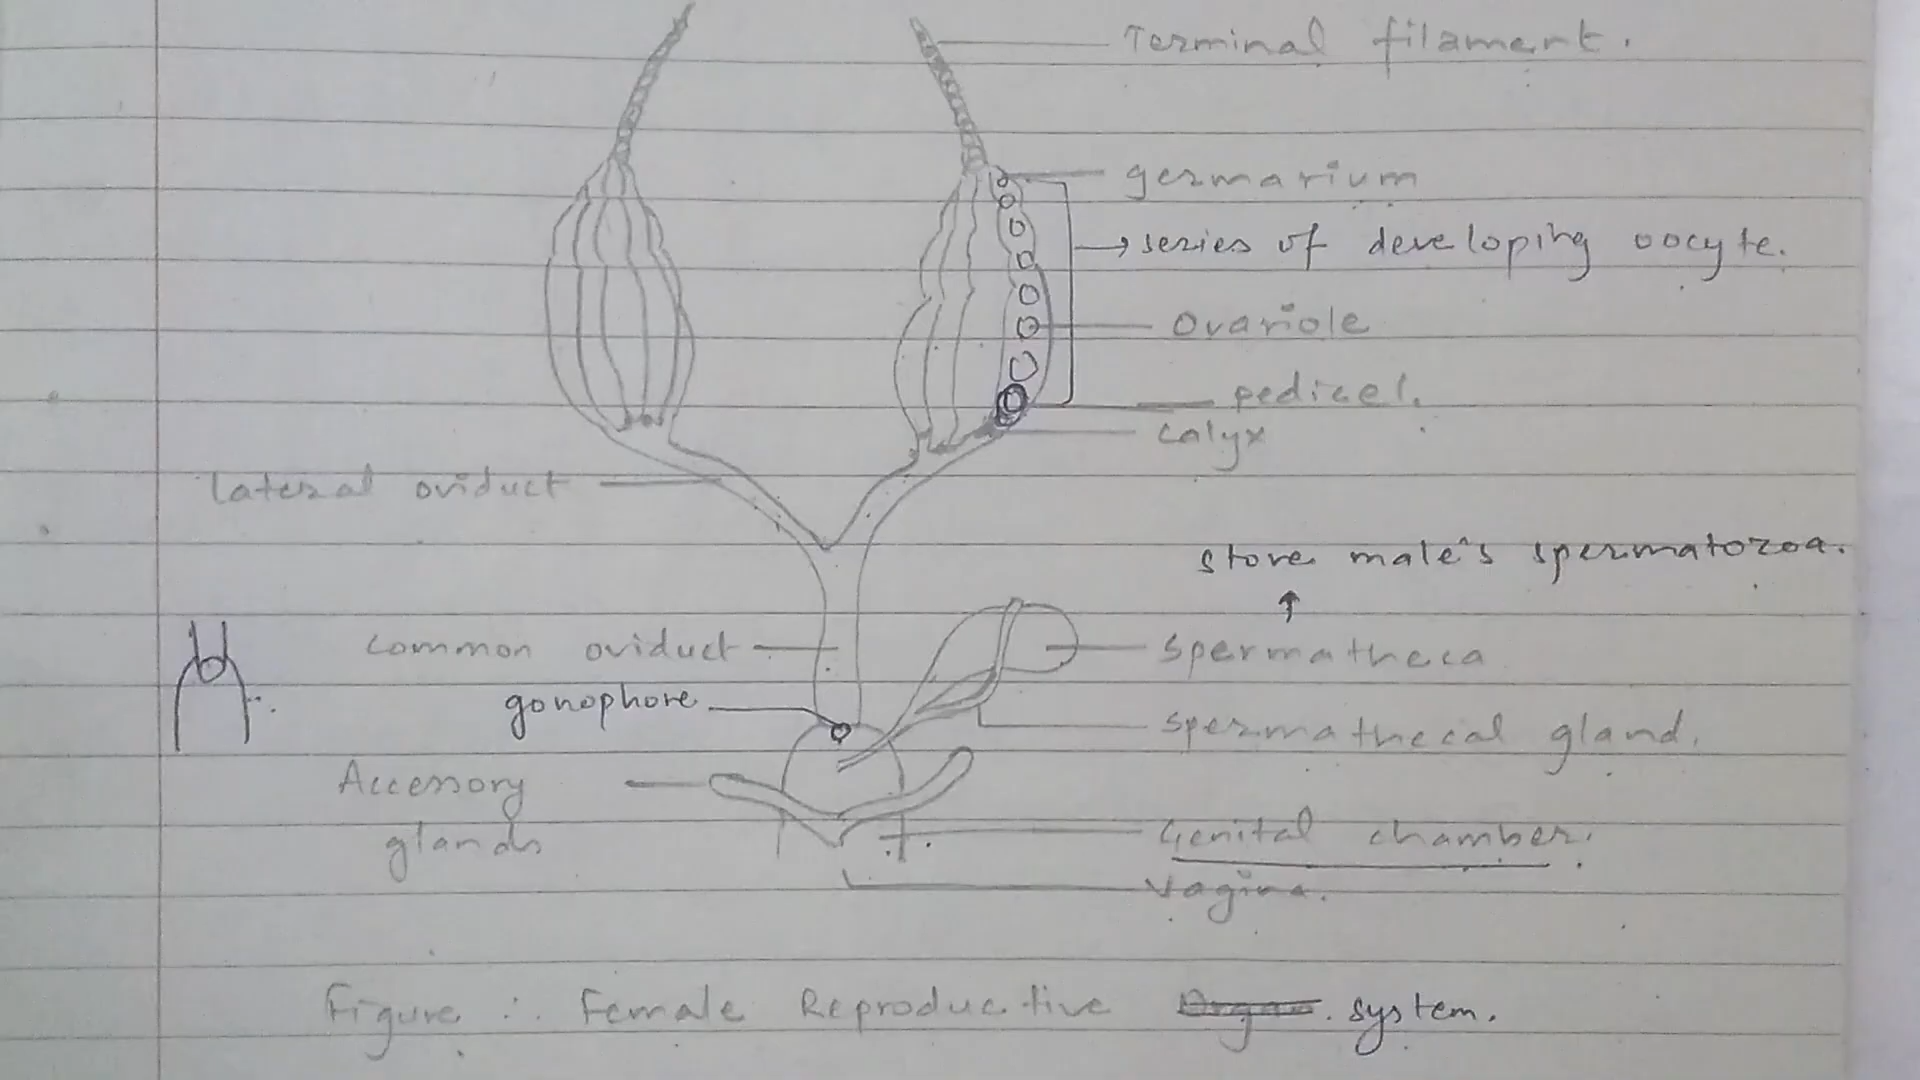 Terminal filament.
germarium
→ series of developing oocyte.
Ovariole
pedicel.
calyx
lateral oviduct
store male's spermatozoa.
↑
common oviduct
spermatheca
gonophore
spermathecal gland.
Accessory
glands
Genital chamber.
vagina.
Figure : Female Reproductive Organ. system.